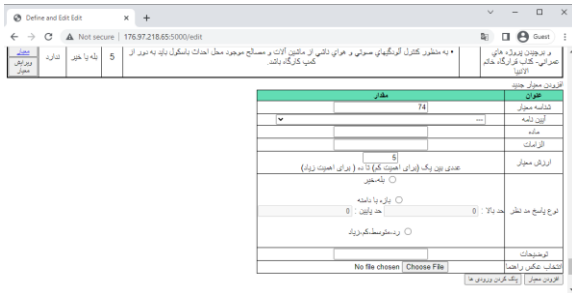 Define and Edit Edit
Not secure | 176.97.218.65:5000/edit
Guest
و برچیدن پروژه های عمرانی- کتاب قرارگاه خاتم الانبیا
• به منظور کنترل آلودگیهای صوتی و هوای ناشی از ماشین آلات و مصالح موجود محل احداث باسکول باید به دور از کمپ کارگاه باشد.
5
بله یا خیر
ندارد
معیار
ویرایش معیار
افزودن معیار جدید
عنوان مقدار
شناسه معیار 74
آیین نامه ---
ماده
الزامات
ارزش معیار 5
عددی بین یک (برای اهمیت کم) تا ده ( برای اهمیت زیاد)
نوع پاسخ مد نظر
بله-خیر
بازه یا دامنه
حد بالا : 0 حد پایین : 0
رد-متوسط-کم-زیاد
توضیحات
انتخاب عکس راهنما Choose File No file chosen
افزودن معیار پاک کردن ورودی ها